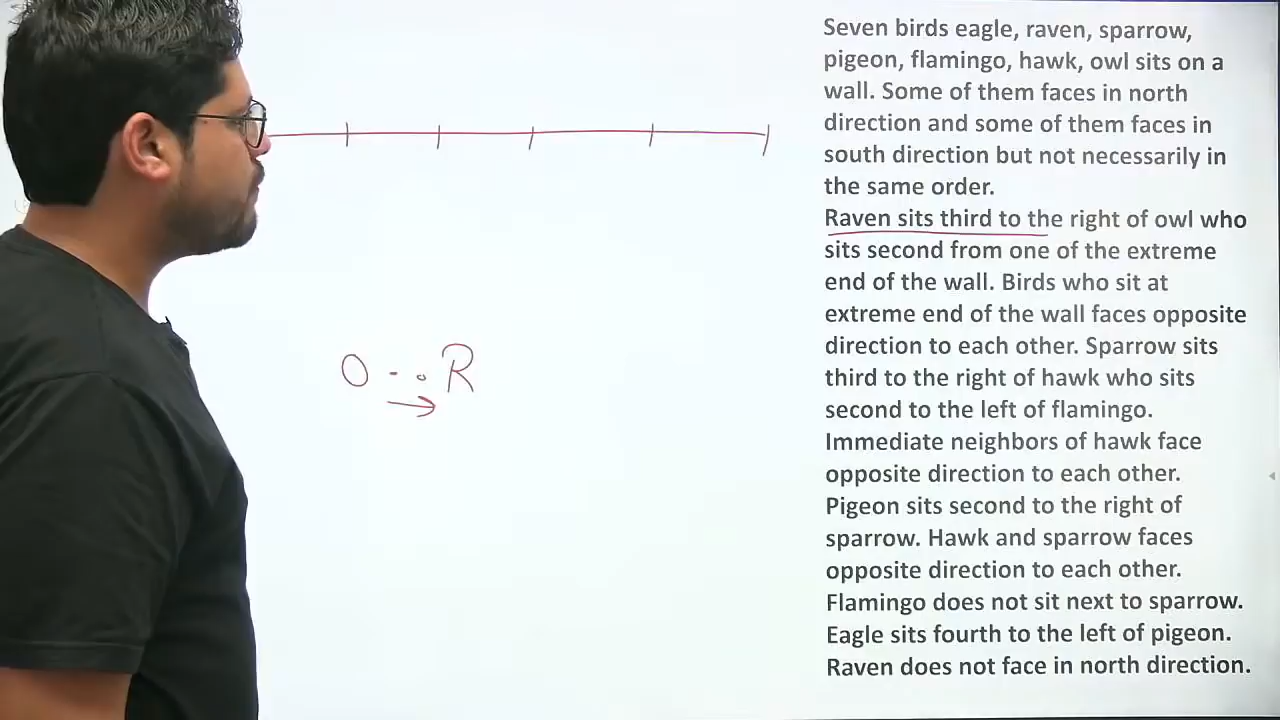 Seven birds eagle, raven, sparrow,
pigeon, flamingo, hawk, owl sits on a
wall. Some of them faces in north
direction and some of them faces in
south direction but not necessarily in
the same order.
Raven sits third to the right of owl who
sits second from one of the extreme
end of the wall. Birds who sit at
extreme end of the wall faces opposite
direction to each other. Sparrow sits
third to the right of hawk who sits
second to the left of flamingo.
Immediate neighbors of hawk face
opposite direction to each other.
Pigeon sits second to the right of
sparrow. Hawk and sparrow faces
opposite direction to each other.
Flamingo does not sit next to sparrow.
Eagle sits fourth to the left of pigeon.
Raven does not face in north direction.
O - . R